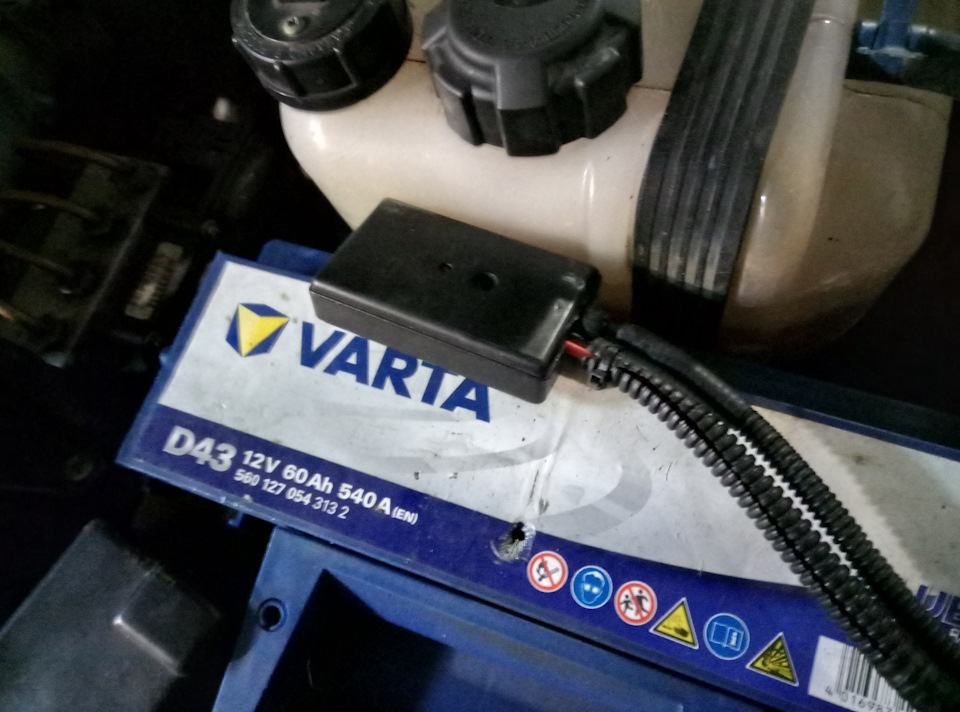 VARTA
D43 12V 60Ah 540A (EN)
560 127 054 313 2